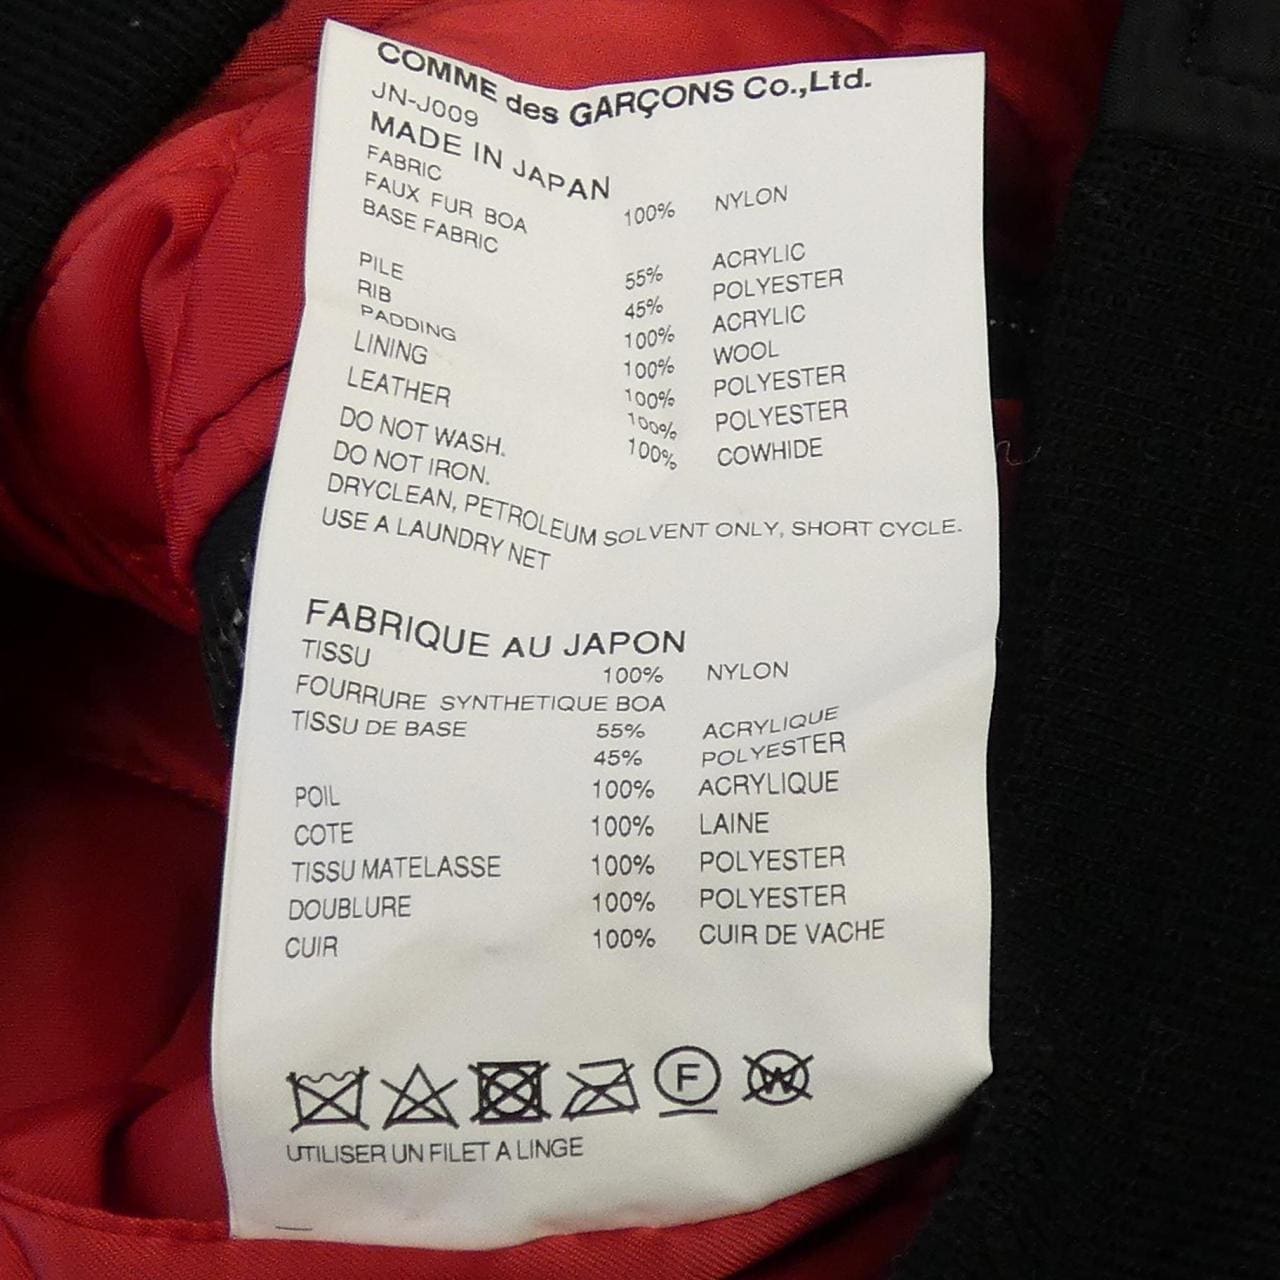 COMME des GARÇONS Co.,Ltd.
JN-J009
MADE IN JAPAN
FABRIC 100% NYLON
FAUX FUR BOA
BASE FABRIC 55% ACRYLIC
45% POLYESTER
PILE 100% ACRYLIC
RIB 100% WOOL
PADDING 100% POLYESTER
LINING 100% POLYESTER
LEATHER 100% COWHIDE
DO NOT WASH.
DO NOT IRON.
DRYCLEAN, PETROLEUM SOLVENT ONLY, SHORT CYCLE.
USE A LAUNDRY NET
FABRIQUE AU JAPON
TISSU 100% NYLON
FOURRURE SYNTHETIQUE BOA
TISSU DE BASE 55% ACRYLIQUE
45% POLYESTER
POIL 100% ACRYLIQUE
COTE 100% LAINE
TISSU MATELASSE 100% POLYESTER
DOUBLURE 100% POLYESTER
CUIR 100% CUIR DE VACHE
F W
UTILISER UN FILET A LINGE